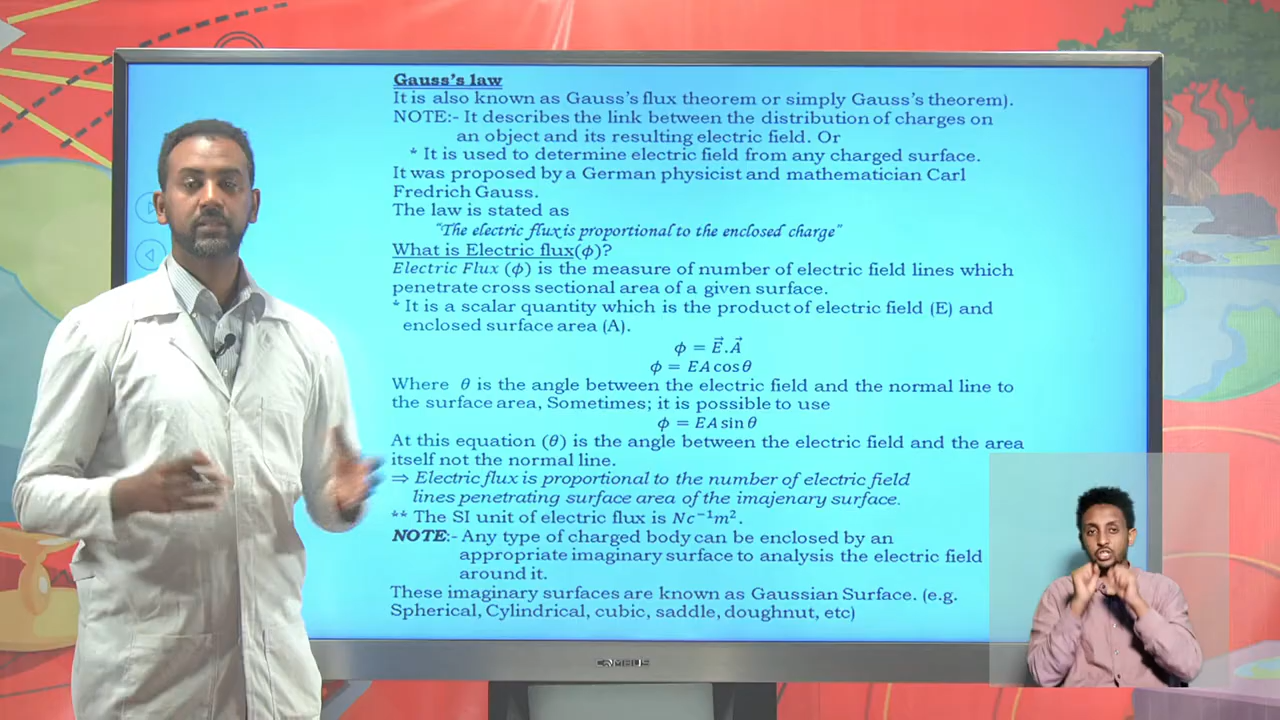 Gauss's law
It is also known as Gauss's flux theorem or simply Gauss's theorem).
NOTE:- It describes the link between the distribution of charges on
an object and its resulting electric field. Or
* It is used to determine electric field from any charged surface.
It was proposed by a German physicist and mathematician Carl
Fredrich Gauss.
The law is stated as
"The electric flux is proportional to the enclosed charge"
What is Electric flux(ϕ)?
Electric Flux (ϕ) is the measure of number of electric field lines which
penetrate cross sectional area of a given surface.
* It is a scalar quantity which is the product of electric field (E) and
enclosed surface area (A).
ϕ = E⃗.A⃗
ϕ = EA cos θ
Where θ is the angle between the electric field and the normal line to
the surface area, Sometimes; it is possible to use
ϕ = EA sin θ
At this equation (θ) is the angle between the electric field and the area
itself not the normal line.
⇒ Electric flux is proportional to the number of electric field
lines penetrating surface area of the imajenary surface.
** The SI unit of electric flux is Nc⁻¹m².
NOTE:- Any type of charged body can be enclosed by an
appropriate imaginary surface to analysis the electric field
around it.
These imaginary surfaces are known as Gaussian Surface. (e.g.
Spherical, Cylindrical, cubic, saddle, doughnut, etc)
CAMBUS